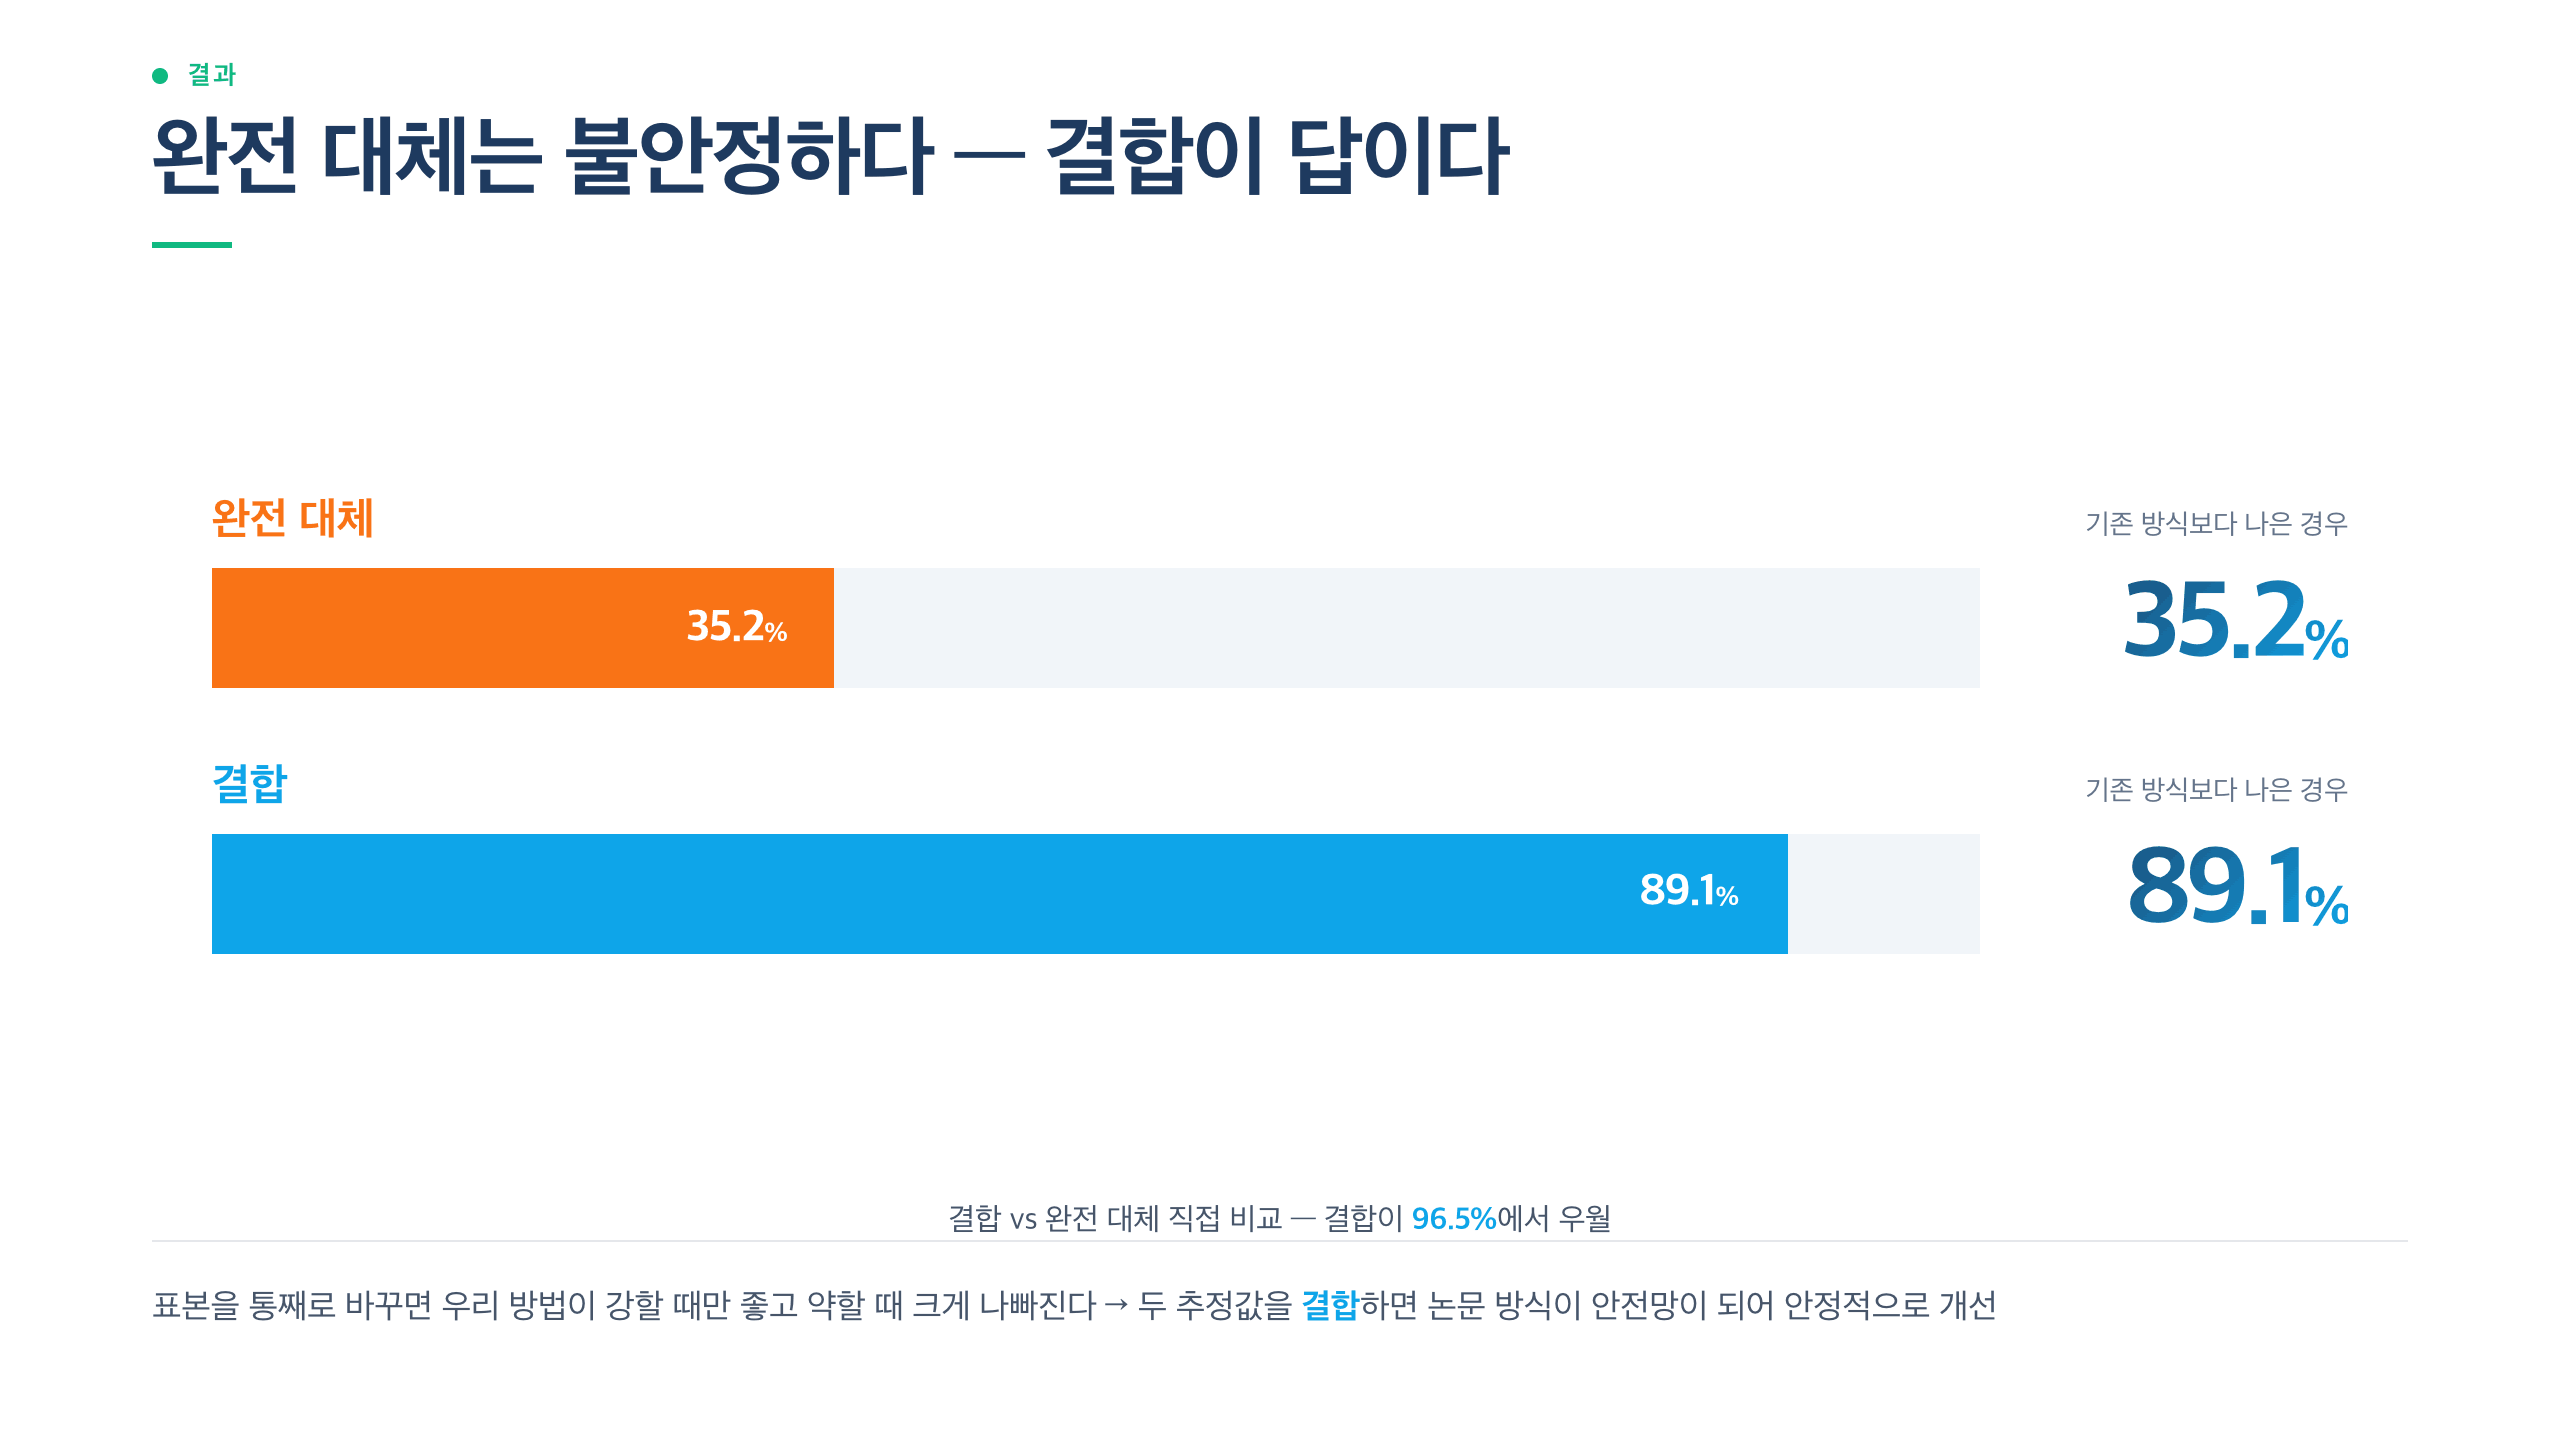 결과
완전 대체는 불안정하다 — 결합이 답이다
완전 대체
기존 방식보다 나은 경우
35.2%
35.2%
결합
기존 방식보다 나은 경우
89.1%
89.1%
결합 vs 완전 대체 직접 비교 — 결합이 96.5%에서 우월
표본을 통째로 바꾸면 우리 방법이 강할 때만 좋고 약할 때 크게 나빠진다 → 두 추정값을 결합하면 논문 방식이 안전망이 되어 안정적으로 개선